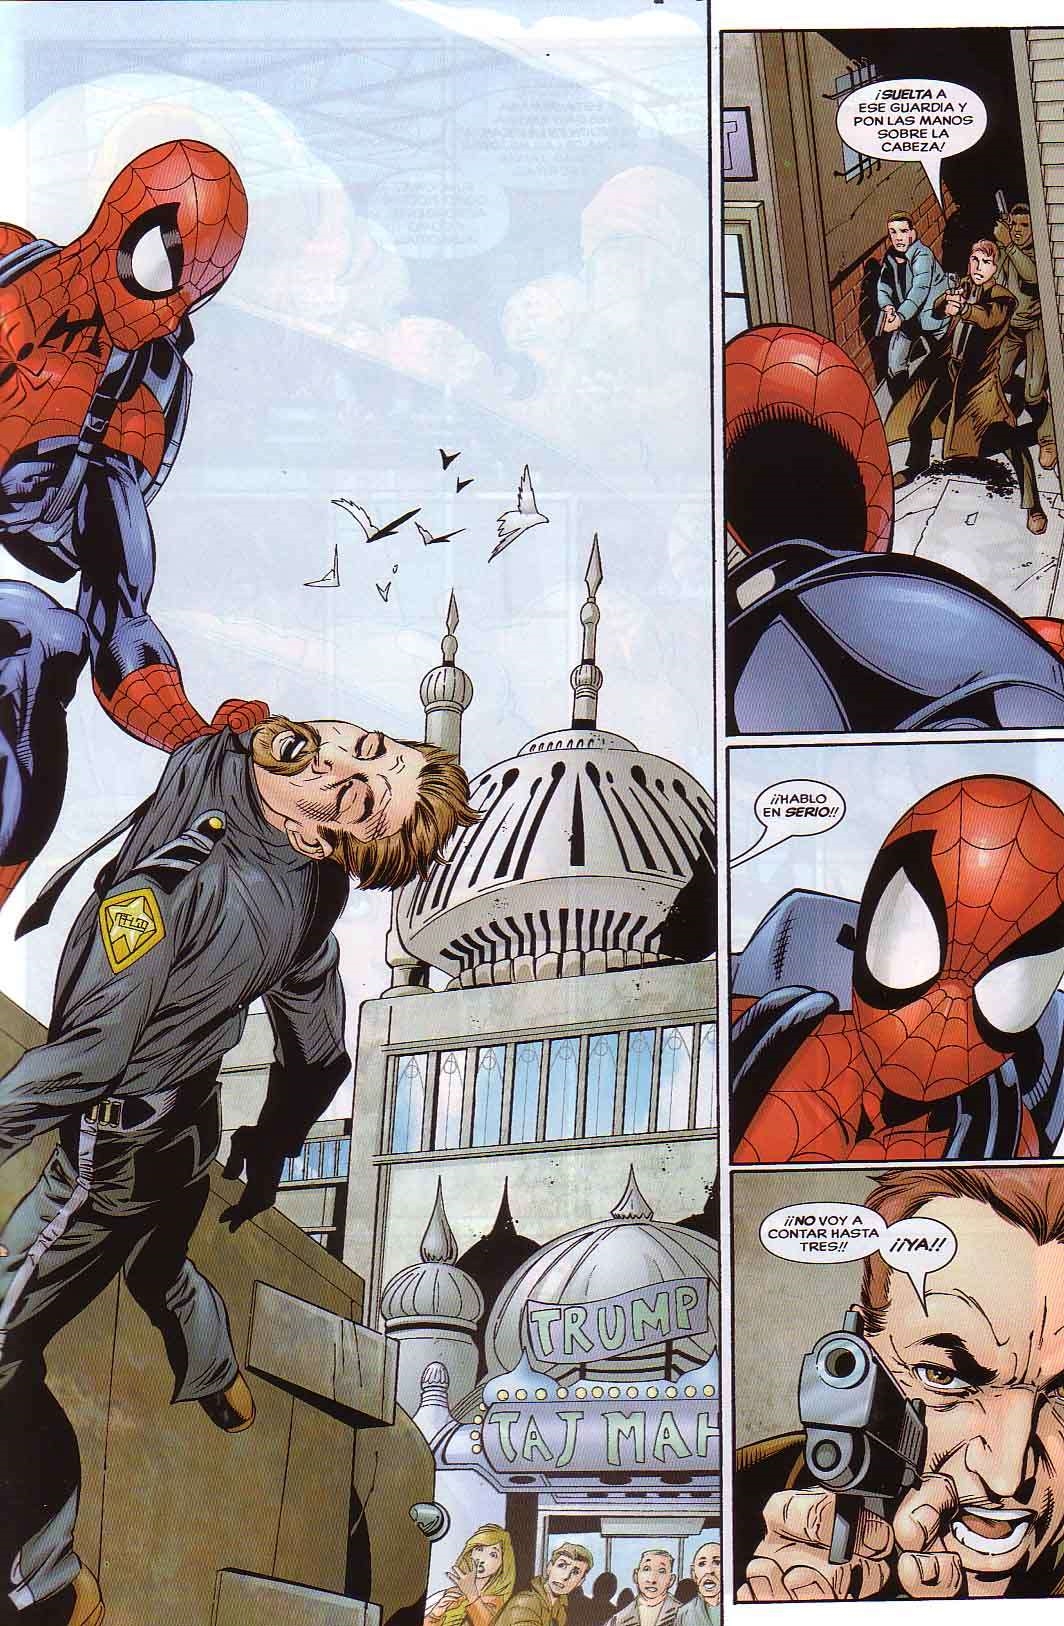 TRUMP
TAJ MAH
¡SUELTA A
ESE GUARDIA Y
PON LAS MANOS
SOBRE LA
CABEZA!
¡¡HABLO
EN SERIO!!
¡¡NO VOY A
CONTAR HASTA
TRES!!
¡¡YA!!